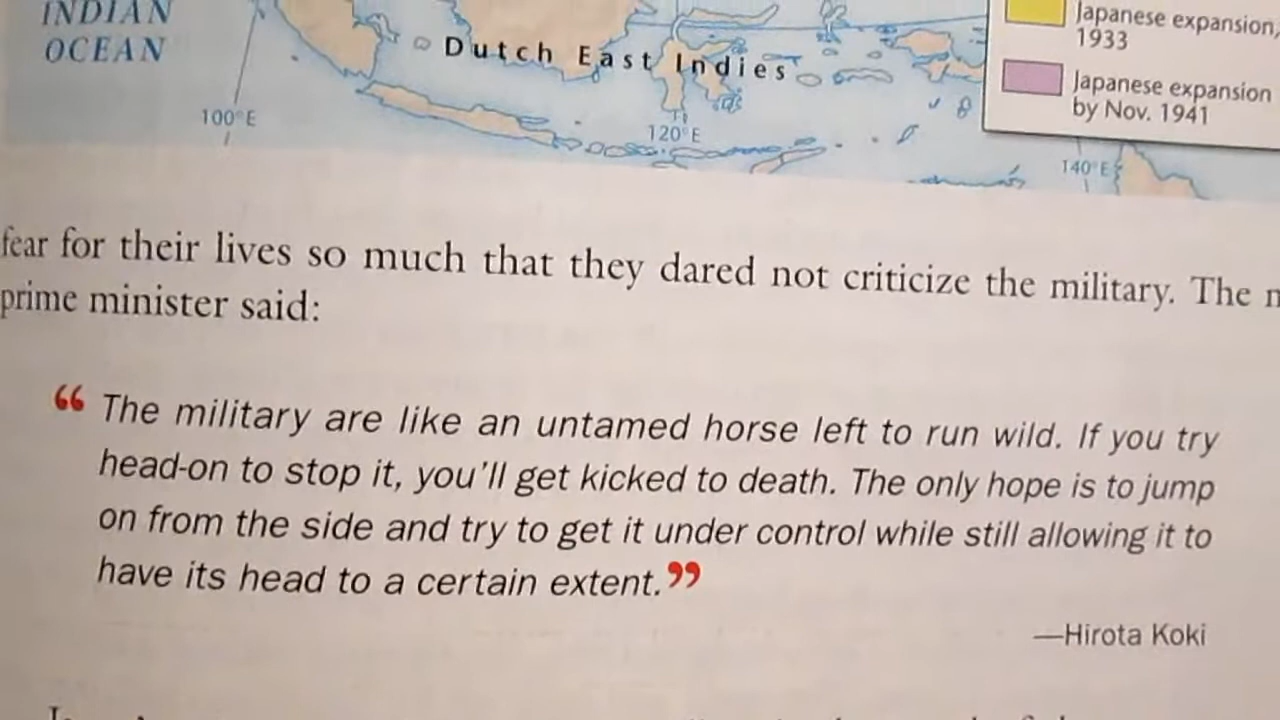 INDIAN
OCEAN
Dutch East Indies
100°E
120°E
140°E
Japanese expansion,
1933
Japanese expansion
by Nov. 1941
fear for their lives so much that they dared not criticize the military. The
prime minister said:
“The military are like an untamed horse left to run wild. If you try
head-on to stop it, you’ll get kicked to death. The only hope is to jump
on from the side and try to get it under control while still allowing it to
have its head to a certain extent.”
—Hirota Koki